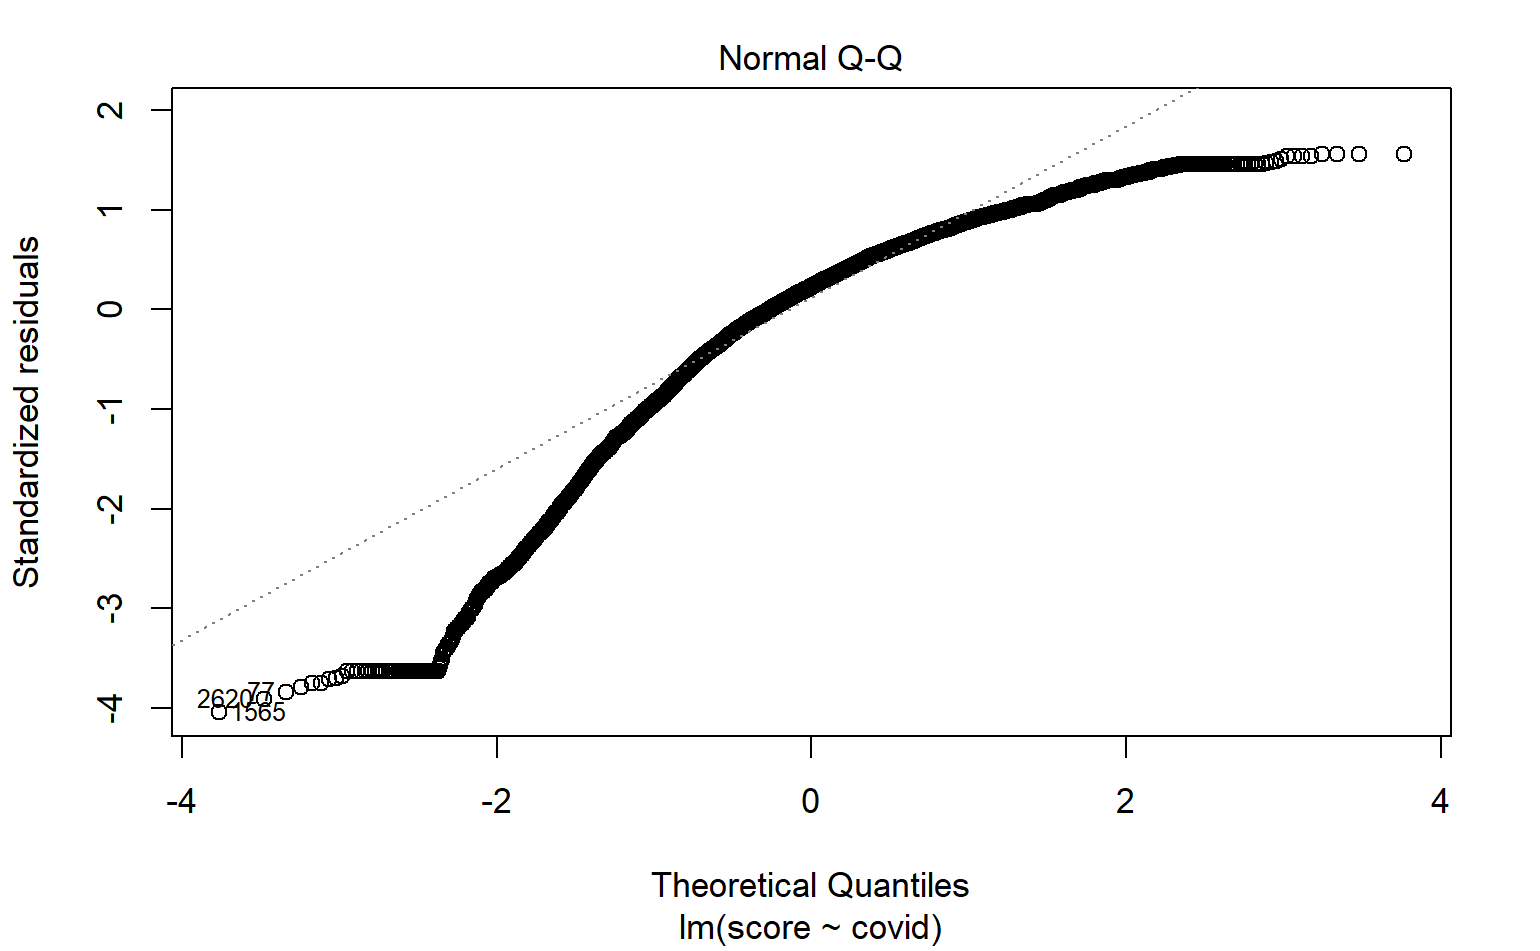 Normal Q-Q
Standardized residuals
2
1
0
-1
-2
-3
-4
77
2620
1565
-4 -2 0 2 4
Theoretical Quantiles
lm(score ~ covid)